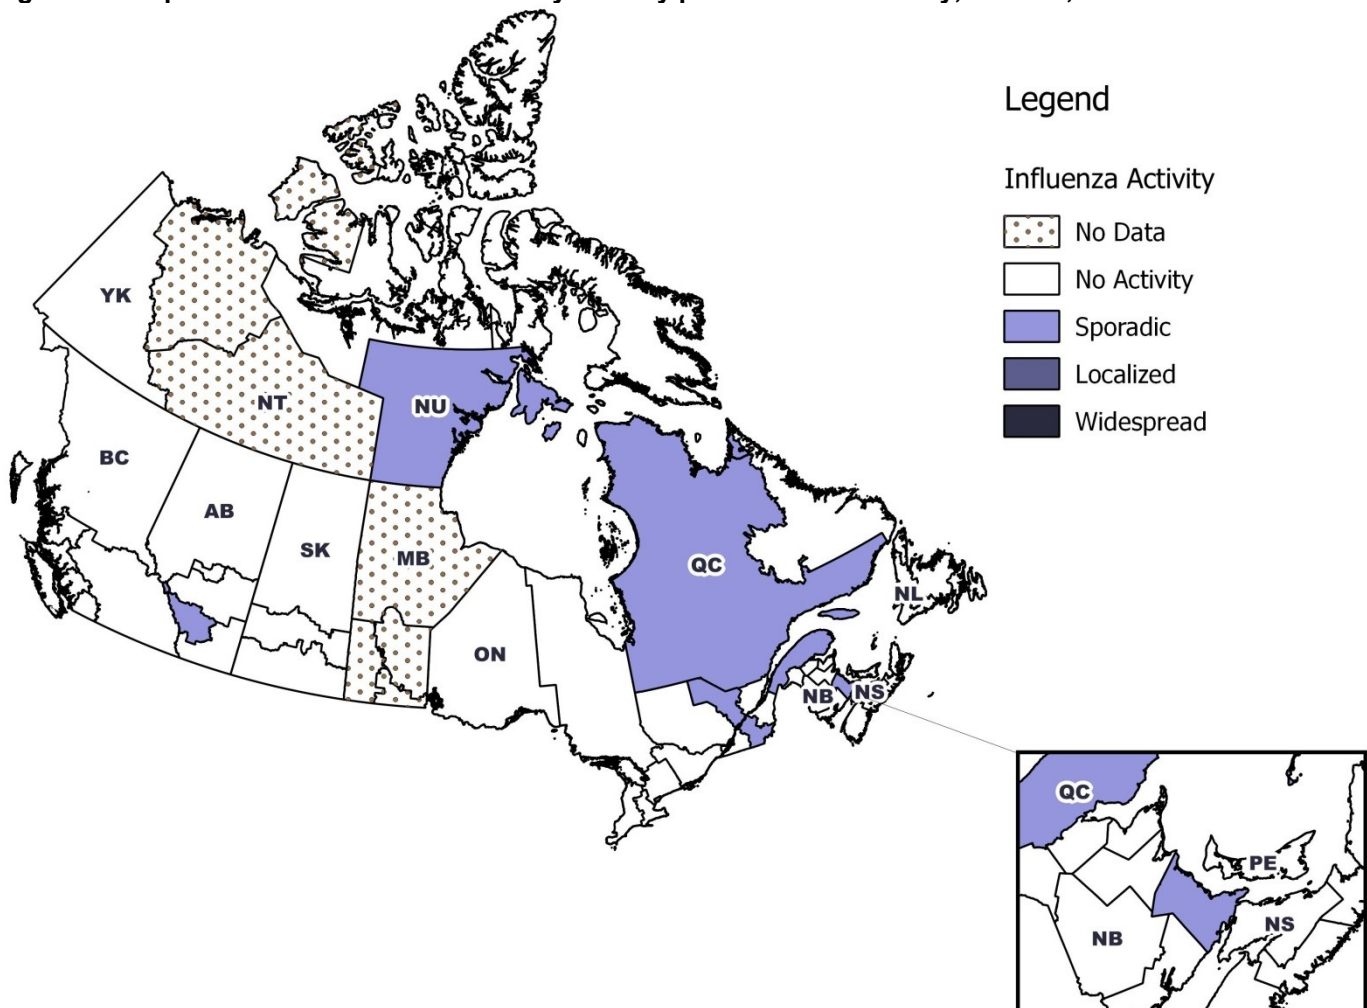 Legend
Influenza Activity
No Data
No Activity
Sporadic
Localized
Widespread
YK
NT
NU
BC
AB
SK
MB
ON
QC
NL
NB
NS
QC
PE
NB
NS